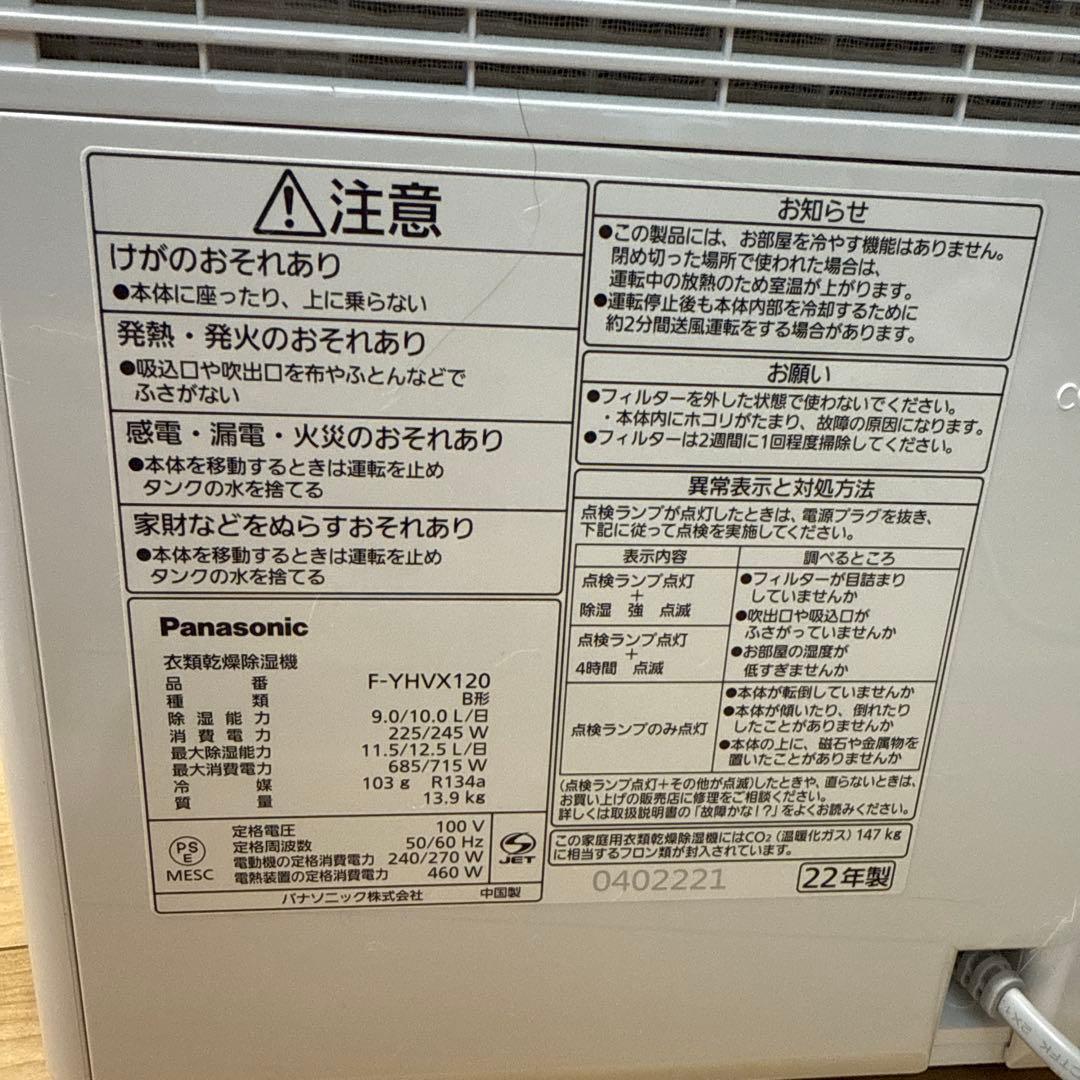 注意
けがのおそれあり
●本体に座ったり、上に乗らない
発熱・発火のおそれあり
●吸込口や吹出口を布やふとんなどで
ふさがない
感電・漏電・火災のおそれあり
●本体を移動するときは運転を止め
タンクの水を捨てる
家財などをぬらすおそれあり
●本体を移動するときは運転を止め
タンクの水を捨てる
Panasonic
衣類乾燥除湿機
品番 F-YHVX120
種類 B形
除湿能力 9.0/10.0 L/日
消費電力 225/245 W
最大除湿能力 11.5/12.5 L/日
最大消費電力 685/715 W
冷媒 103 g R134a
質量 13.9 kg
PS
E
MESC
定格電圧 100 V
定格周波数 50/60 Hz
電動機の定格消費電力 240/270 W
電熱装置の定格消費電力 460 W
JET
パナソニック株式会社 中国製
お知らせ
●この製品には、お部屋を冷やす機能はありません。
閉め切った場所で使われた場合は、
運転中の放熱のため室温が上がります。
●運転停止後も本体内部を冷却するために
約2分間送風運転をする場合があります。
お願い
●フィルターを外した状態で使わないでください。
・本体内にホコリがたまり、故障の原因になります。
●フィルターは2週間に1回程度掃除してください。
異常表示と対処方法
点検ランプが点灯したときは、電源プラグを抜き、
下記に従って点検を実施してください。
表示内容 調べるところ
点検ランプ点灯
+
除湿 強 点滅
点検ランプ点灯
+
4時間 点滅
●フィルターが目詰まり
していませんか
●吹出口や吸込口が
ふさがっていませんか
●お部屋の湿度が
低すぎませんか
点検ランプのみ点灯
●本体が転倒していませんか
●本体が傾いたり、倒れたり
したことがありませんか
●本体の上に、磁石や金属物を
置いたことがありませんか
(点検ランプ点灯+その他が点滅)したときや、直らないときは、
お買い上げの販売店に修理をご相談ください。
詳しくは取扱説明書の「故障かな!?」をよくお読みください。
この家庭用衣類乾燥除湿機にはCO2(温暖化ガス)147 kg
に相当するフロン類が封入されています。
0402221
22年製